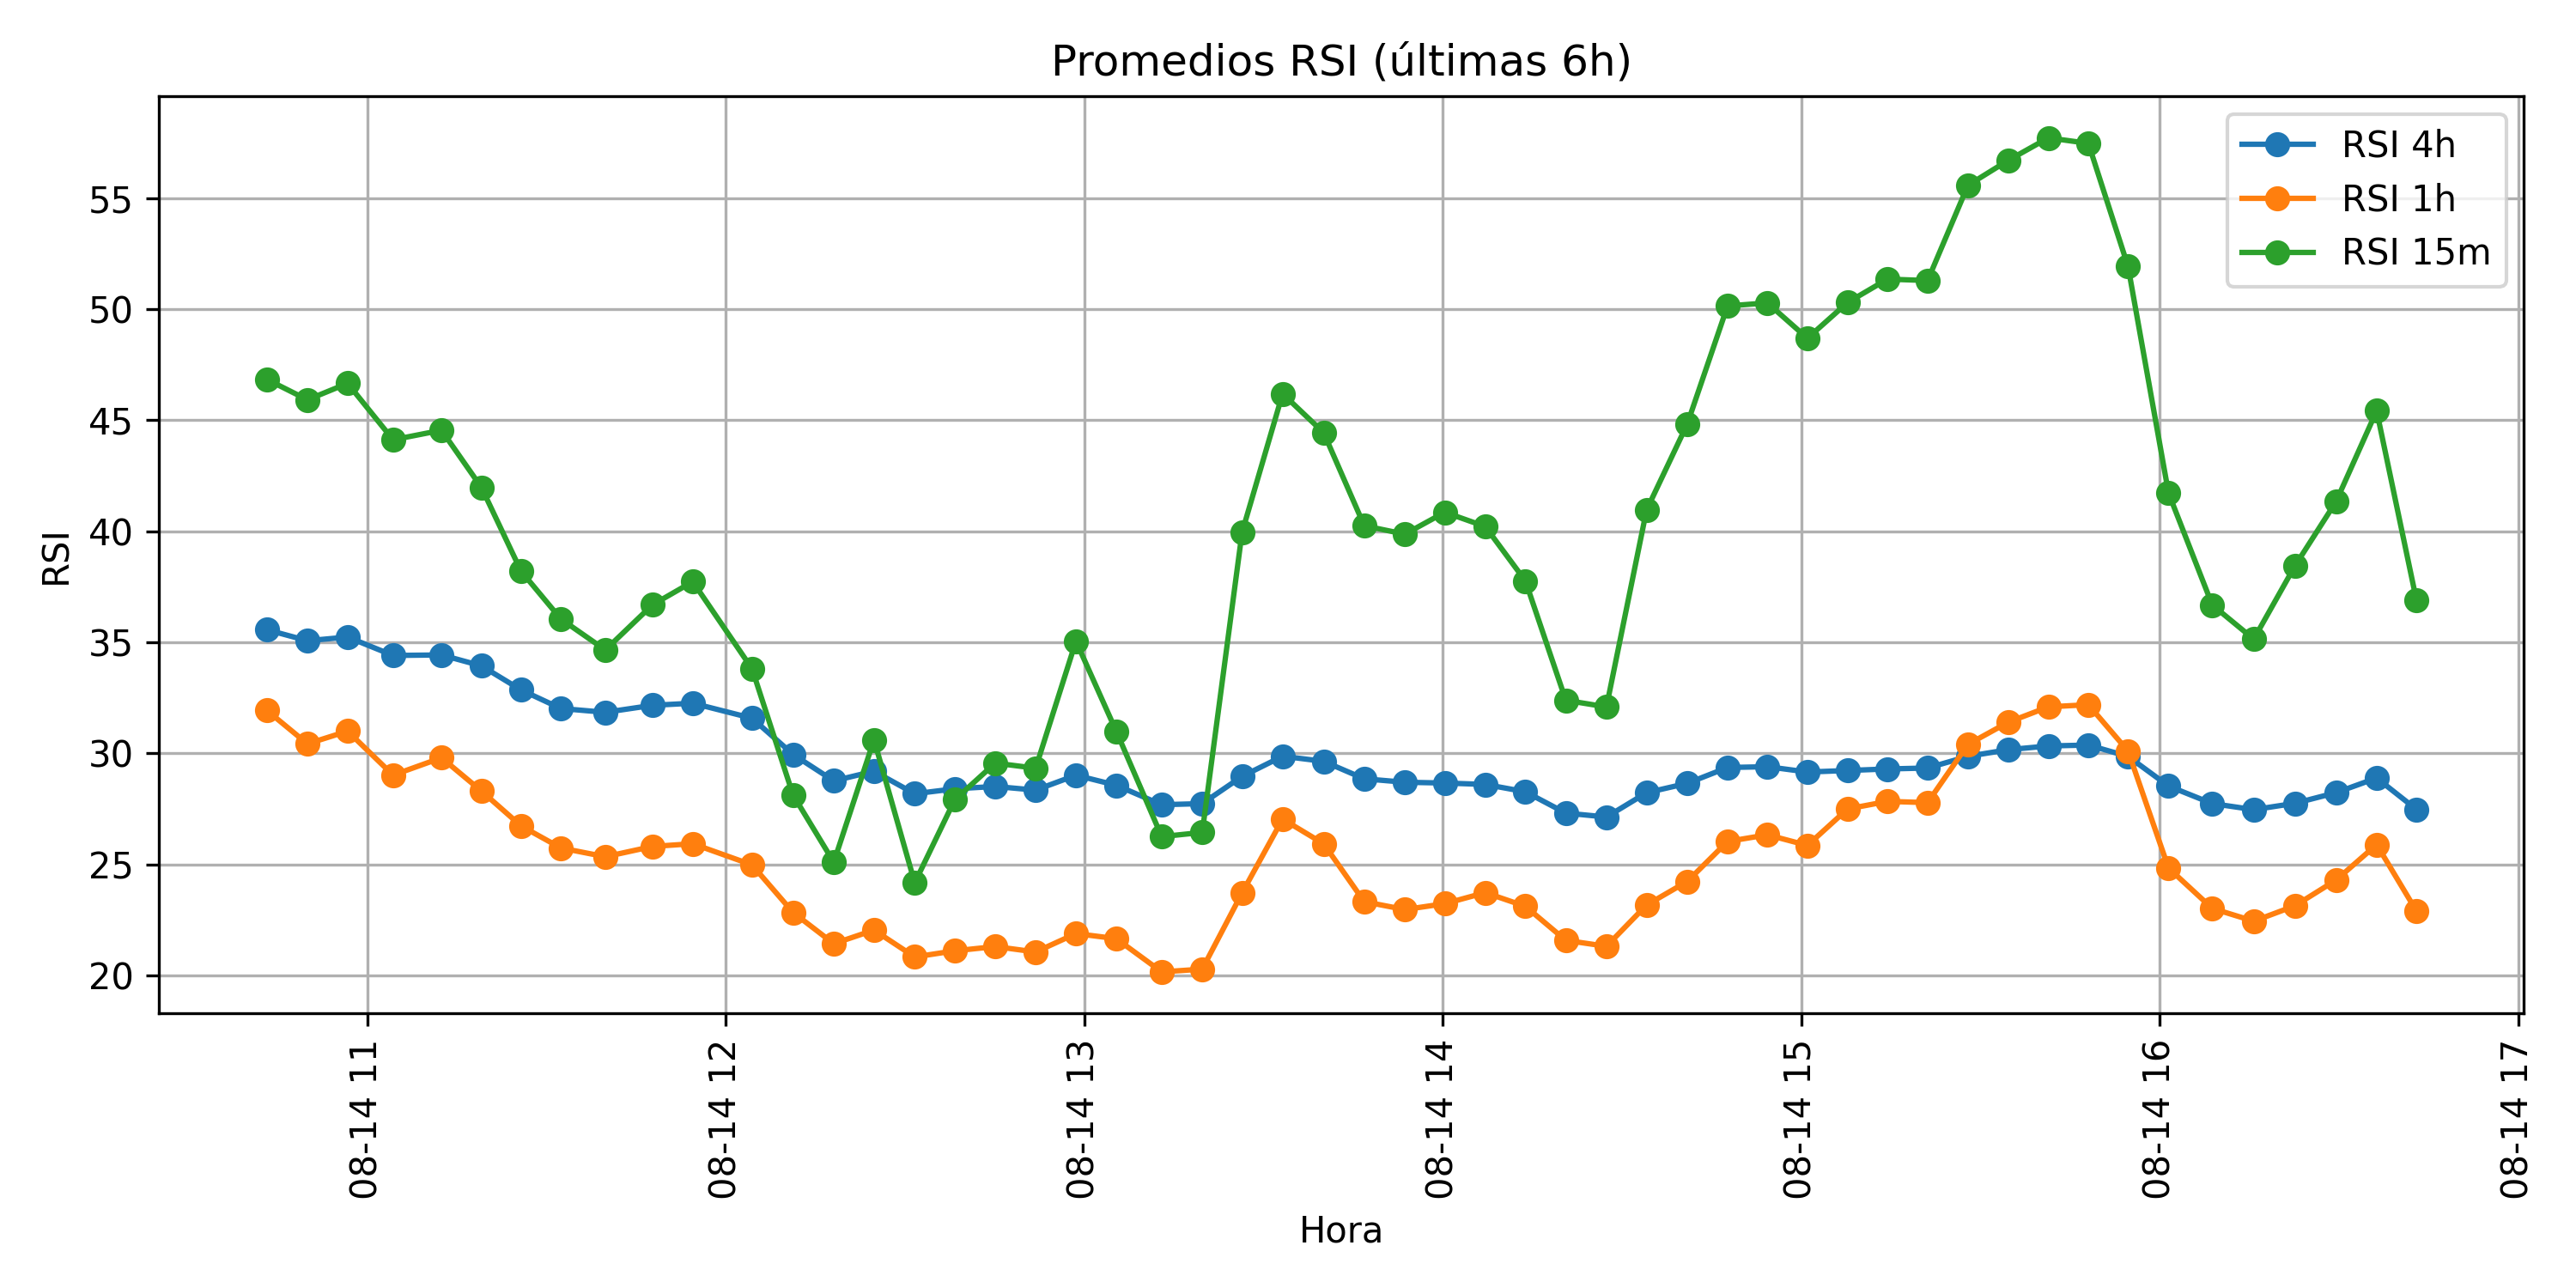 Promedios RSI (últimas 6h)
RSI 4h
RSI 1h
RSI 15m
RSI
55
50
45
40
35
30
25
20
08-14 11
08-14 12
08-14 13
08-14 14
08-14 15
08-14 16
08-14 17
Hora